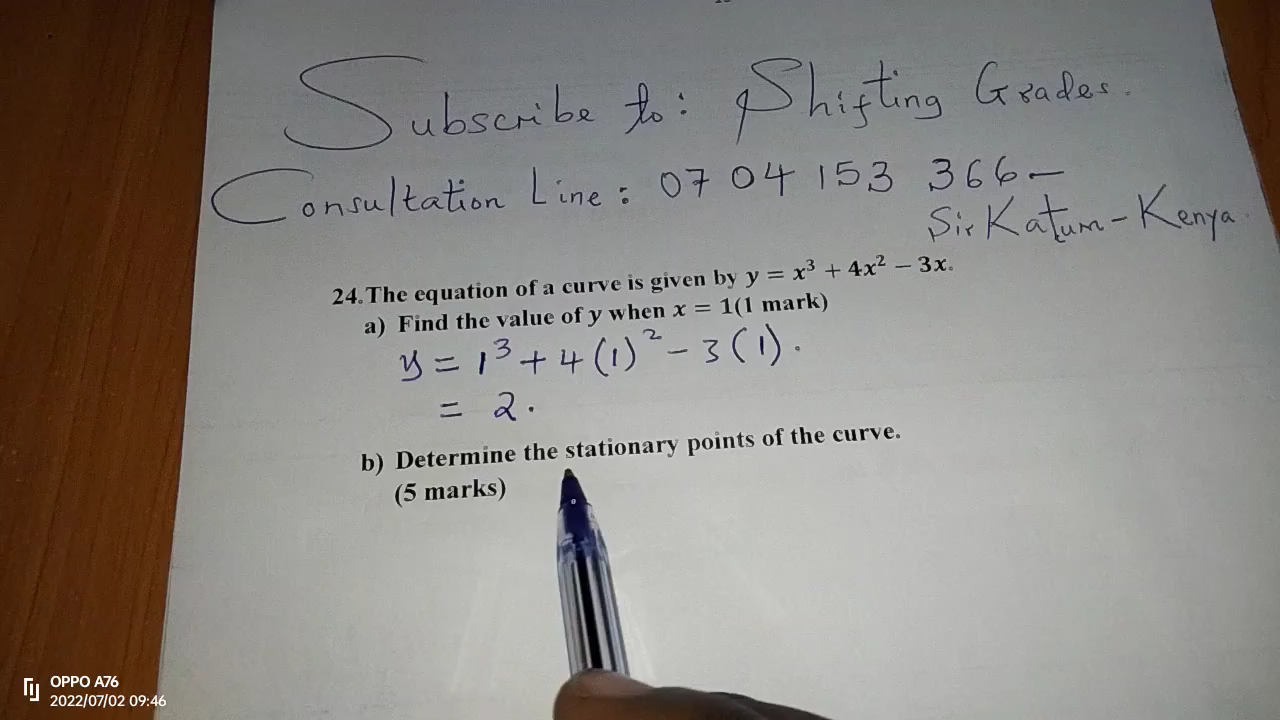 Subscribe to: Shifting Grades.
Consultation Line: 0704 153 366 –
Sir Katum - Kenya.
24.The equation of a curve is given by y = x³ + 4x² − 3x.
a) Find the value of y when x = 1(1 mark)
y = 1³ + 4(1)² − 3(1).
= 2.
b) Determine the stationary points of the curve.
(5 marks)
OPPO A76
2022/07/02 09:46